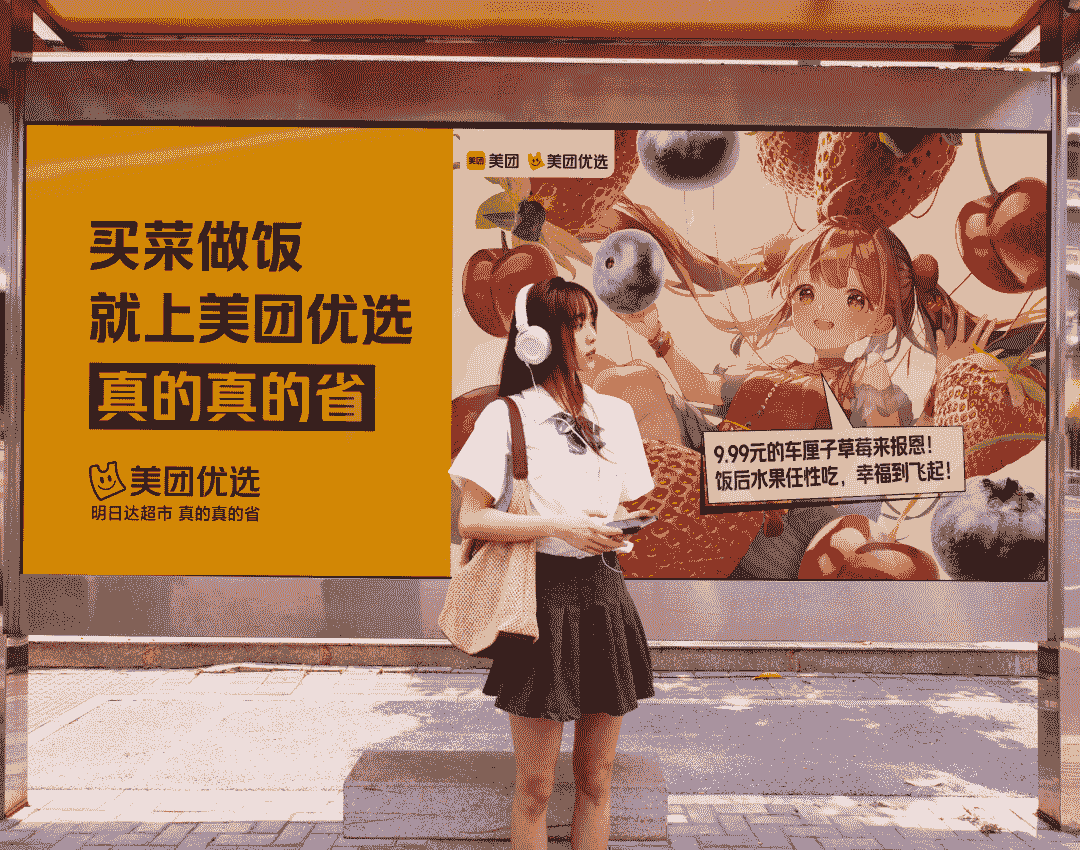 买菜做饭
就上美团优选
真的真的省
美团优选
明日达超市 真的真的省
美团 美团 美团优选
9.99元的车厘子草莓来报恩!
饭后水果任性吃，幸福到飞起!